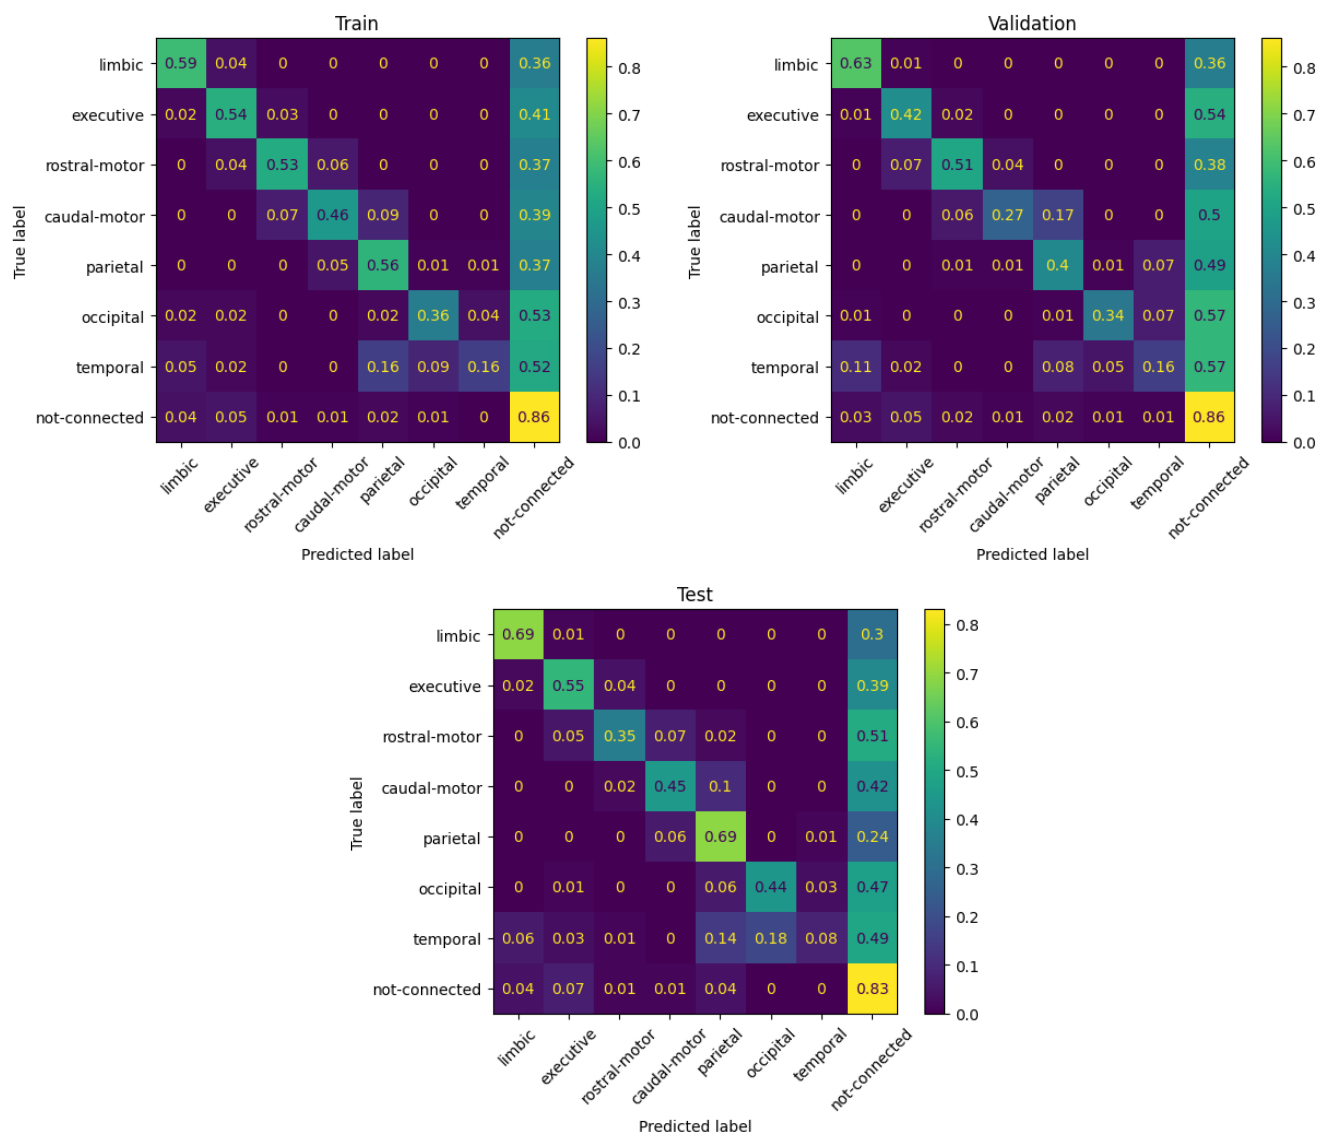 Train
limbic 0.59 0.04 0 0 0 0 0 0.36
executive 0.02 0.54 0.03 0 0 0 0 0.41
rostral-motor 0 0.04 0.53 0.06 0 0 0 0.37
caudal-motor 0 0 0.07 0.46 0.09 0 0 0.39
parietal 0 0 0 0.05 0.56 0.01 0.01 0.37
occipital 0.02 0.02 0 0 0.02 0.36 0.04 0.53
temporal 0.05 0.02 0 0 0.16 0.09 0.16 0.52
not-connected 0.04 0.05 0.01 0.01 0.02 0.01 0 0.86
limbic executive rostral-motor caudal-motor parietal occipital temporal not-connected
Predicted label
True label
0.8
0.7
0.6
0.5
0.4
0.3
0.2
0.1
0.0
Validation
limbic 0.63 0.01 0 0 0 0 0 0.36
executive 0.01 0.42 0.02 0 0 0 0 0.54
rostral-motor 0 0.07 0.51 0.04 0 0 0 0.38
caudal-motor 0 0 0.06 0.27 0.17 0 0 0.5
parietal 0 0 0.01 0.01 0.4 0.01 0.07 0.49
occipital 0.01 0 0 0 0.01 0.34 0.07 0.57
temporal 0.11 0.02 0 0 0.08 0.05 0.16 0.57
not-connected 0.03 0.05 0.02 0.01 0.02 0.01 0.01 0.86
limbic executive rostral-motor caudal-motor parietal occipital temporal not-connected
Predicted label
True label
0.8
0.7
0.6
0.5
0.4
0.3
0.2
0.1
0.0
Test
limbic 0.69 0.01 0 0 0 0 0 0.3
executive 0.02 0.55 0.04 0 0 0 0 0.39
rostral-motor 0 0.05 0.35 0.07 0.02 0 0 0.51
caudal-motor 0 0 0.02 0.45 0.1 0 0 0.42
parietal 0 0 0 0.06 0.69 0 0.01 0.24
occipital 0 0.01 0 0 0.06 0.44 0.03 0.47
temporal 0.06 0.03 0.01 0 0.14 0.18 0.08 0.49
not-connected 0.04 0.07 0.01 0.01 0.04 0 0 0.83
limbic executive rostral-motor caudal-motor parietal occipital temporal not-connected
Predicted label
True label
0.8
0.7
0.6
0.5
0.4
0.3
0.2
0.1
0.0